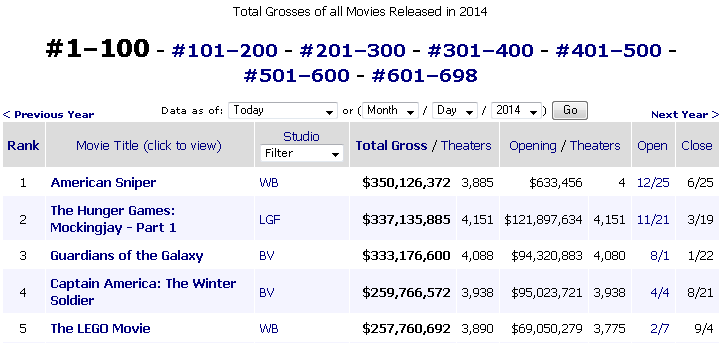 Total Grosses of all Movies Released in 2014
#1–100 - #101–200 - #201–300 - #301–400 - #401–500 -
#501–600 - #601–698
< Previous Year Data as of: Today or ( Month / Day / 2014 ) Go Next Year >
Rank Movie Title (click to view) Studio Filter Total Gross / Theaters Opening / Theaters Open Close
1 American Sniper WB $350,126,372 3,885 $633,456 4 12/25 6/25
2 The Hunger Games: Mockingjay - Part 1 LGF $337,135,885 4,151 $121,897,634 4,151 11/21 3/19
3 Guardians of the Galaxy BV $333,176,600 4,088 $94,320,883 4,080 8/1 1/22
4 Captain America: The Winter Soldier BV $259,766,572 3,938 $95,023,721 3,938 4/4 8/21
5 The LEGO Movie WB $257,760,692 3,890 $69,050,279 3,775 2/7 9/4